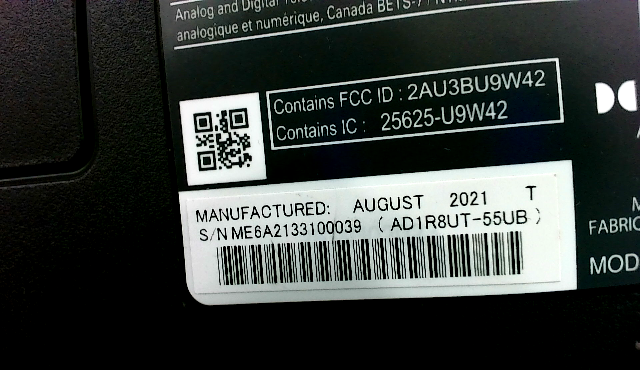 Analog and Digital
analogique et numérique, Canada BETS-7 / 
Contains FCC ID : 2AU3BU9W42
Contains IC : 25625-U9W42
MANUFACTURED: AUGUST 2021 T
S/N ME6A2133100039 ( AD1R8UT-55UB )
FABRIC
MOD